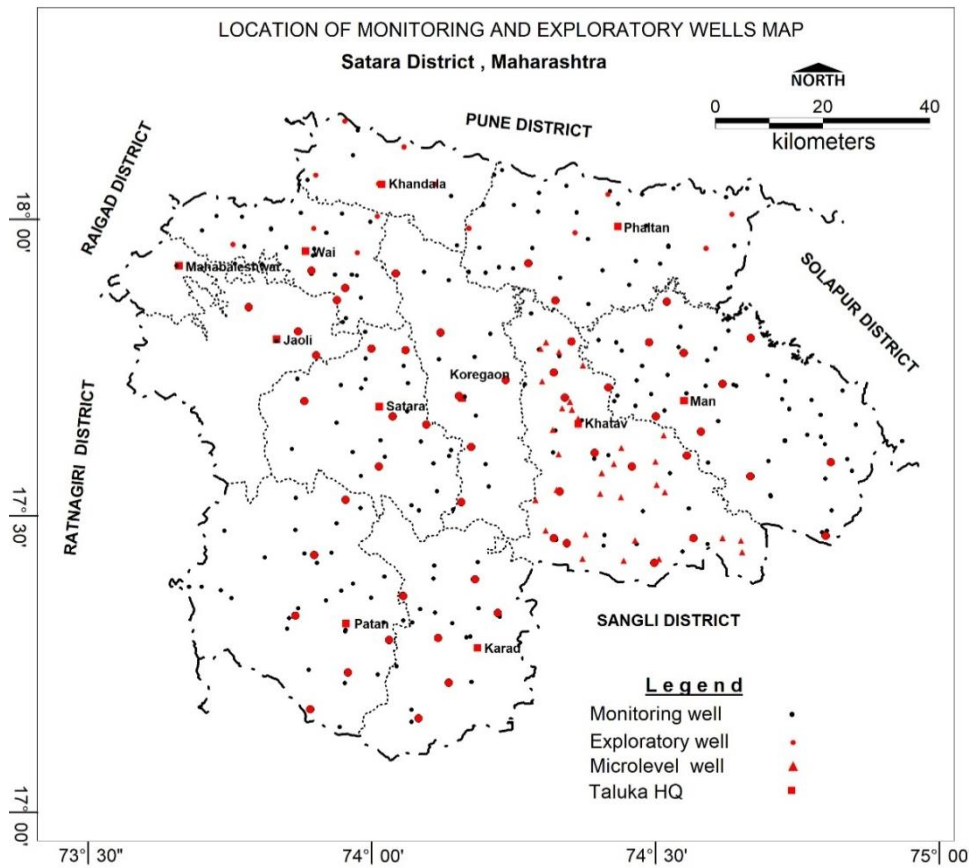 LOCATION OF MONITORING AND EXPLORATORY WELLS MAP
Satara District , Maharashtra
NORTH
0 20 40
kilometers
PUNE DISTRICT
RAIGAD DISTRICT
Khandala
18° 00'
Phaltan
Wai
Mahabaleshwar
SOLAPUR DISTRICT
Jaoli
Koregaon
RATNAGIRI DISTRICT
Satara
Man
Khatav
17° 30'
SANGLI DISTRICT
Patan
Karad
Legend
Monitoring well
Exploratory well
Microlevel well
Taluka HQ
17° 00'
73° 30" 74° 00' 74° 30" 75° 00